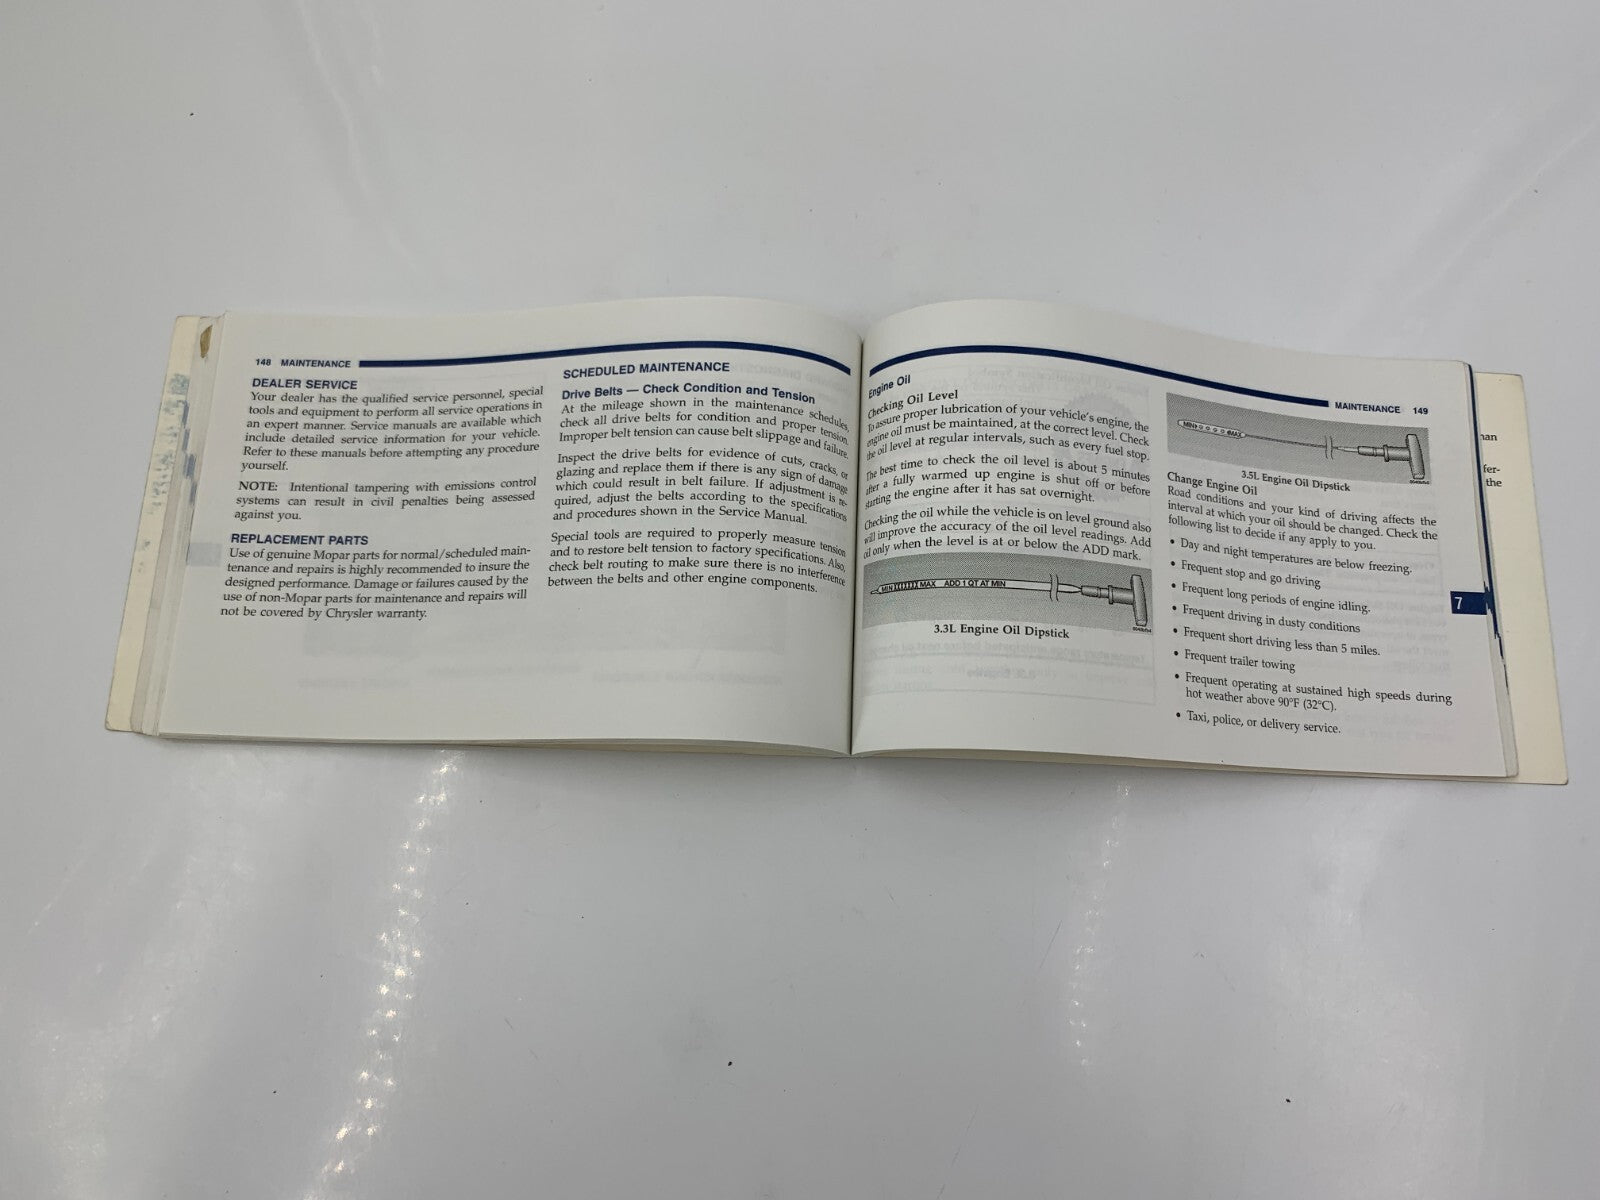 148 MAINTENANCE
DEALER SERVICE
Your dealer has the qualified service personnel, special
tools and equipment to perform all service operations in
an expert manner. Service manuals are available which
include detailed service information for your vehicle.
Refer to these manuals before attempting any procedure
yourself.
NOTE: Intentional tampering with emissions control
systems can result in civil penalties being assessed
against you.
REPLACEMENT PARTS
Use of genuine Mopar parts for normal/scheduled main-
tenance and repairs is highly recommended to insure the
designed performance. Damage or failures caused by the
use of non-Mopar parts for maintenance and repairs will
not be covered by Chrysler warranty.
SCHEDULED MAINTENANCE
Drive Belts — Check Condition and Tension
At the mileage shown in the maintenance schedules,
check all drive belts for condition and proper tension.
Improper belt tension can cause belt slippage and failure.
Inspect the drive belts for evidence of cuts, cracks, or
glazing and replace them if there is any sign of damage
which could result in belt failure. If adjustment is re-
quired, adjust the belts according to the specifications
and procedures shown in the Service Manual.
Special tools are required to properly measure tension
and to restore belt tension to factory specifications. Also,
check belt routing to make sure there is no interference
between the belts and other engine components.
MAINTENANCE 149
Engine Oil
Checking Oil Level
To assure proper lubrication of your vehicle's engine, the
engine oil must be maintained, at the correct level. Check
the oil level at regular intervals, such as every fuel stop.
The best time to check the oil level is about 5 minutes
after a fully warmed up engine is shut off or before
starting the engine after it has sat overnight.
Checking the oil while the vehicle is on level ground also
will improve the accuracy of the oil level readings. Add
oil only when the level is at or below the ADD mark.
MIN MAX ADD 1 QT AT MIN
3.3L Engine Oil Dipstick
MIN MAX
3.5L Engine Oil Dipstick
Change Engine Oil
Road conditions and your kind of driving affects the
interval at which your oil should be changed. Check the
following list to decide if any apply to you.
• Day and night temperatures are below freezing.
• Frequent stop and go driving
• Frequent long periods of engine idling.
• Frequent driving in dusty conditions
• Frequent short driving less than 5 miles.
• Frequent trailer towing
• Frequent operating at sustained high speeds during
hot weather above 90°F (32°C).
• Taxi, police, or delivery service.
7
fer-
the